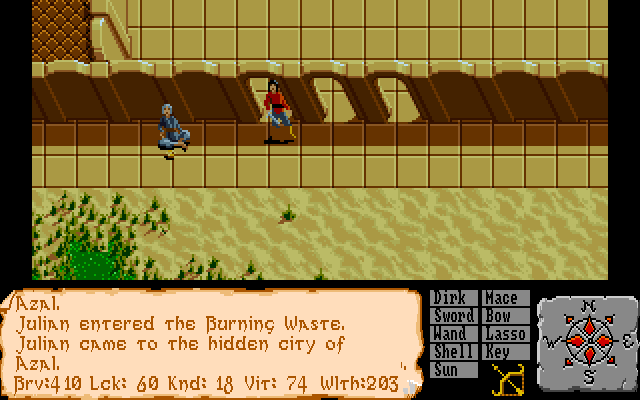 Azal.
Julian entered the Burning Waste.
Julian came to the hidden city of
Azal.
Brv:410 Lck: 60 Knd: 18 Vit: 74 Wlth:203
Dirk Mace
Sword Bow
Wand Lasso
Shell Key
Sun
N
W E
S